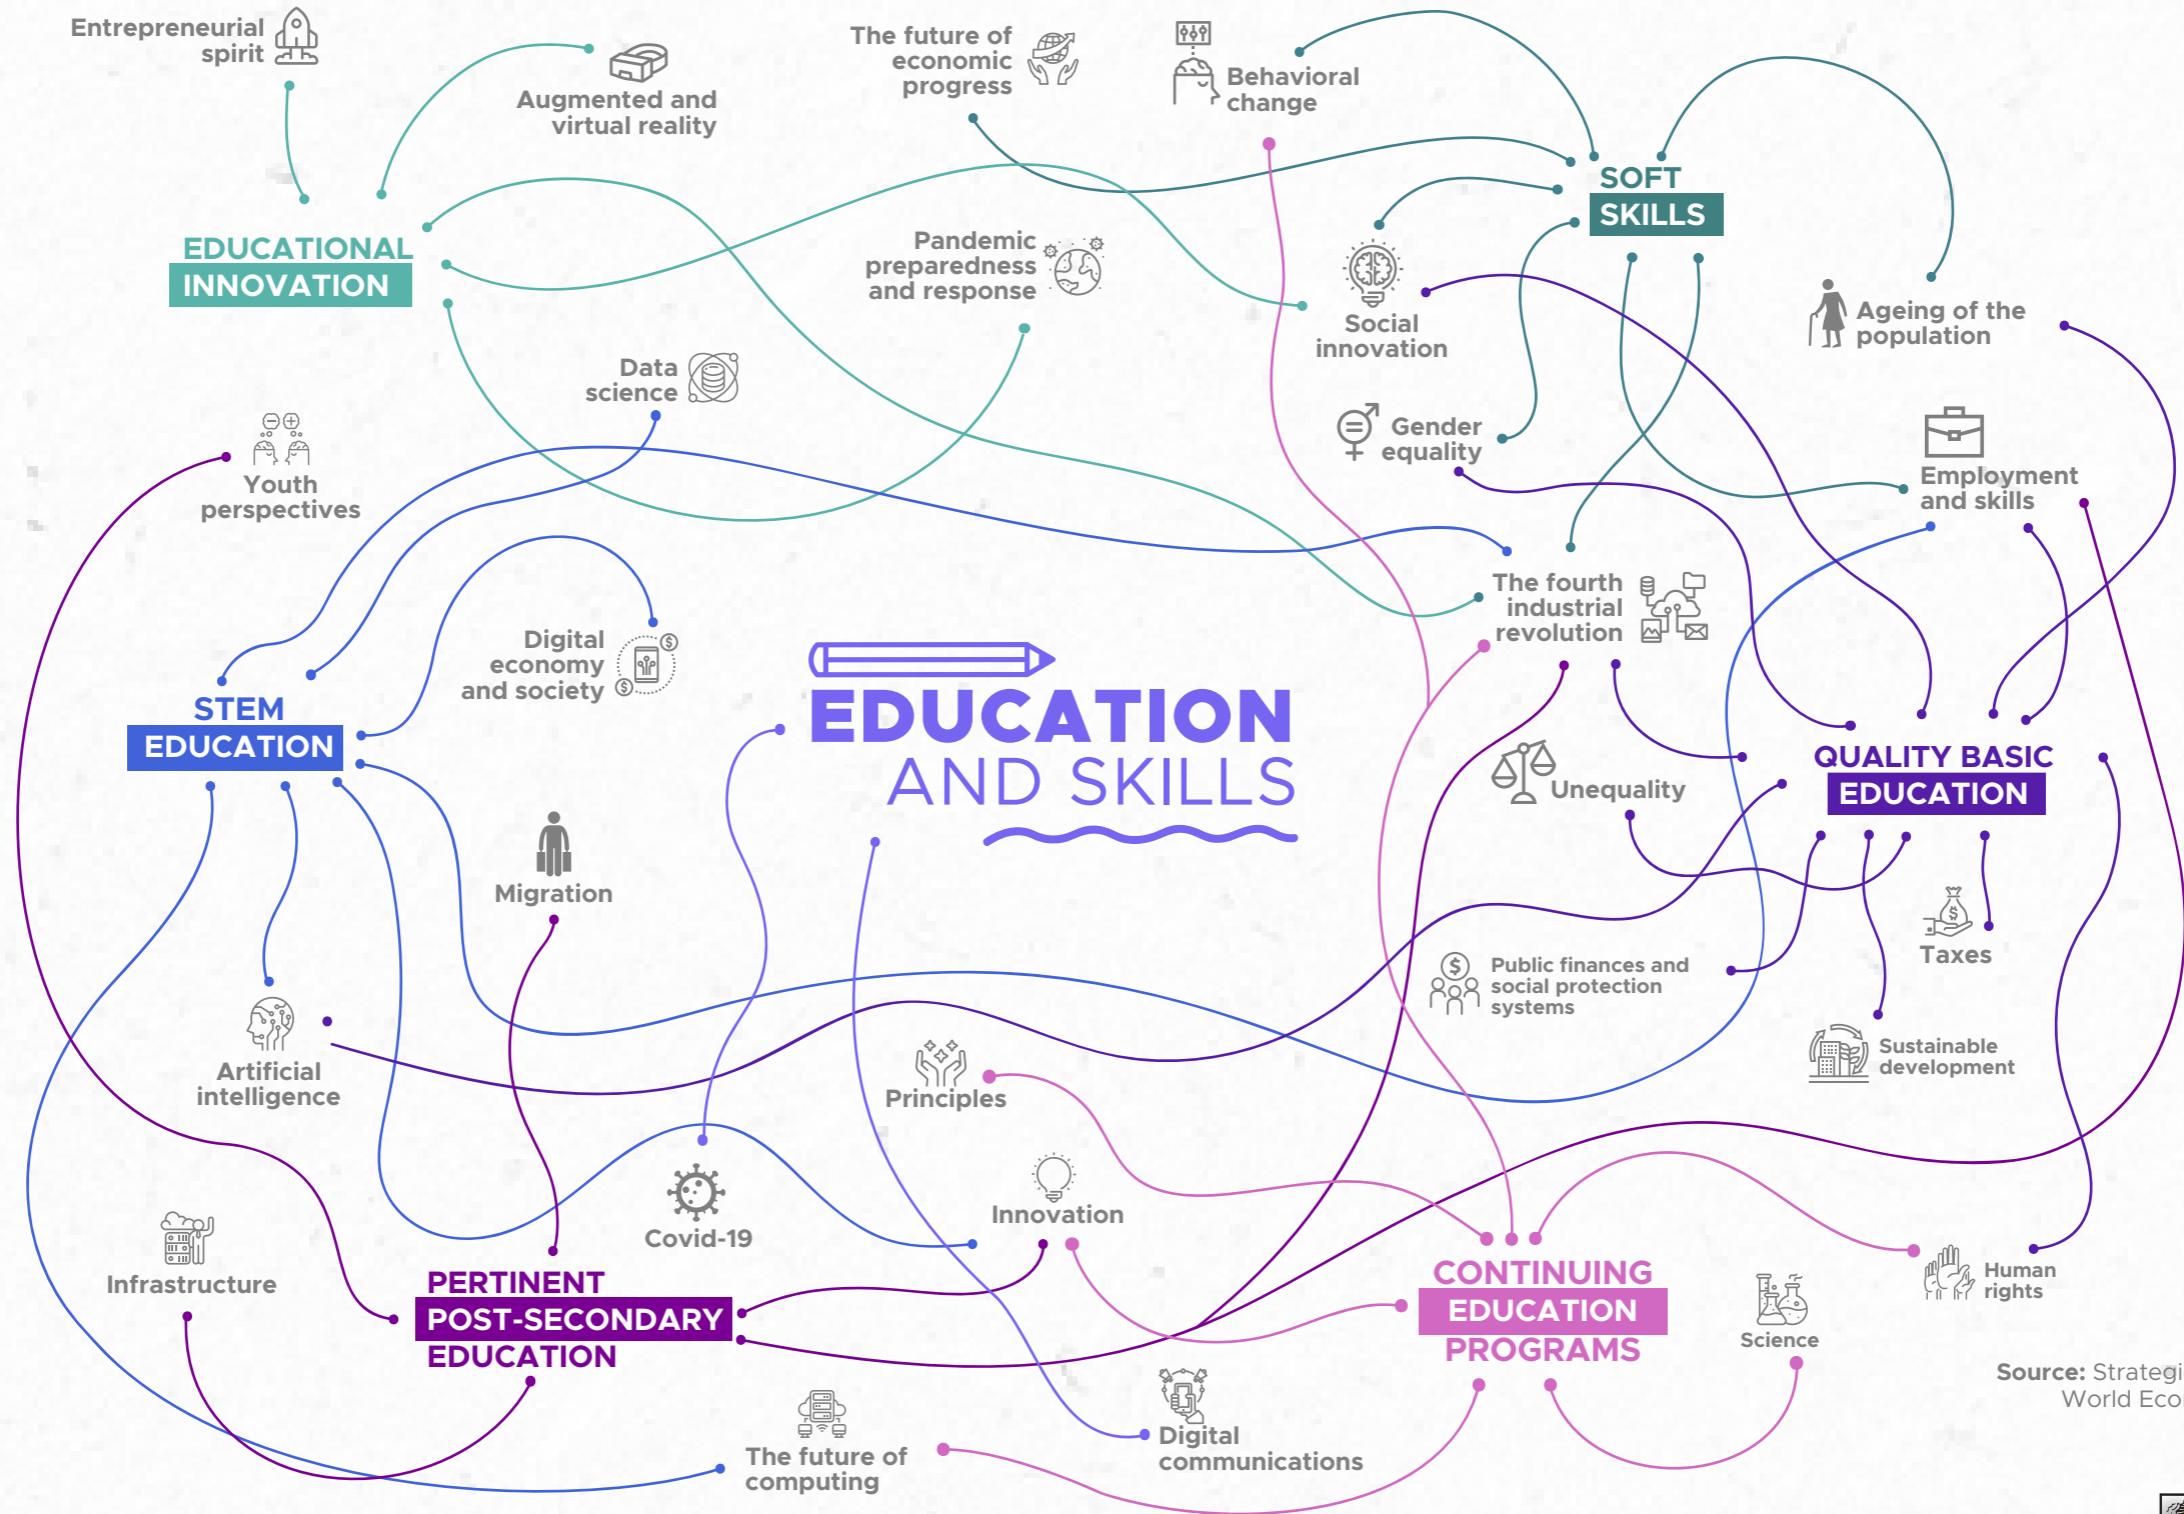 Entrepreneurial
spirit
Augmented and
virtual reality
The future of
economic
progress
Behavioral
change
SOFT
SKILLS
EDUCATIONAL
INNOVATION
Pandemic
preparedness
and response
Social
innovation
Ageing of the
population
Data
science
Youth
perspectives
Gender
equality
Employment
and skills
The fourth
industrial
revolution
Digital
economy
and society
STEM
EDUCATION
EDUCATION
AND SKILLS
Unequality
QUALITY BASIC
EDUCATION
Migration
Taxes
Public finances and
social protection
systems
Sustainable
development
Artificial
intelligence
Principles
Innovation
Covid-19
Infrastructure
PERTINENT
POST-SECONDARY
EDUCATION
CONTINUING
EDUCATION
PROGRAMS
Human
rights
Science
Source:
World
Digital
communications
The future of
computing